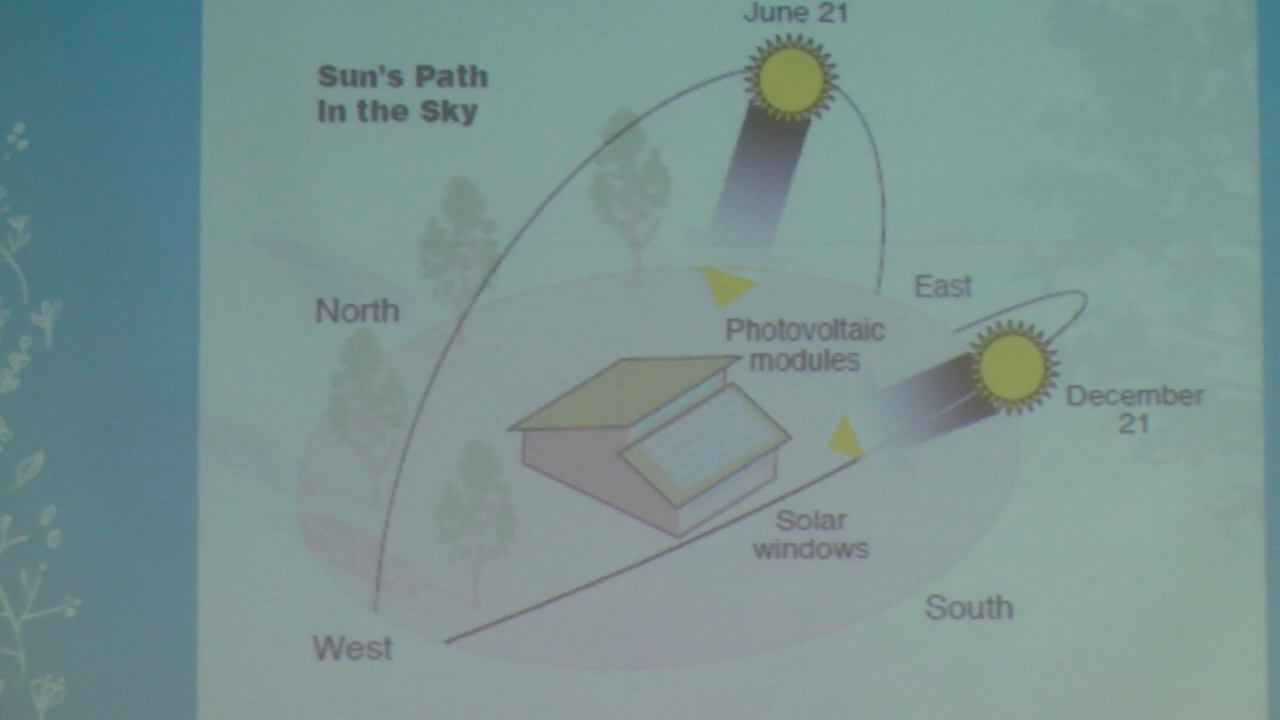 June 21
Sun's Path
In the Sky
North
East
Photovoltaic
modules
December
21
Solar
windows
South
West